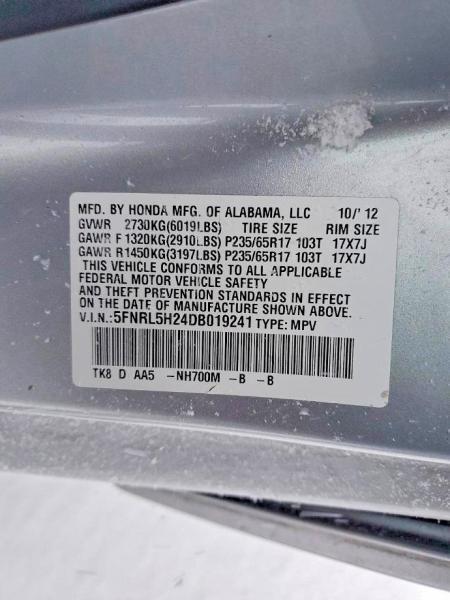 MFD. BY HONDA MFG. OF ALABAMA, LLC 10/'12
GVWR 2730KG(6019LBS) TIRE SIZE RIM SIZE
GAWR F 1320KG(2910LBS) P235/65R17 103T 17X7J
GAWR R 1450KG(3197LBS) P235/65R17 103T 17X7J
THIS VEHICLE CONFORMS TO ALL APPLICABLE
FEDERAL MOTOR VEHICLE SAFETY
AND THEFT PREVENTION STANDARDS IN EFFECT
ON THE DATE OF MANUFACTURE SHOWN ABOVE.
V.I.N.:5FNRL5H24DB019241 TYPE: MPV
TK8 D AA5 -NH700M -B -B